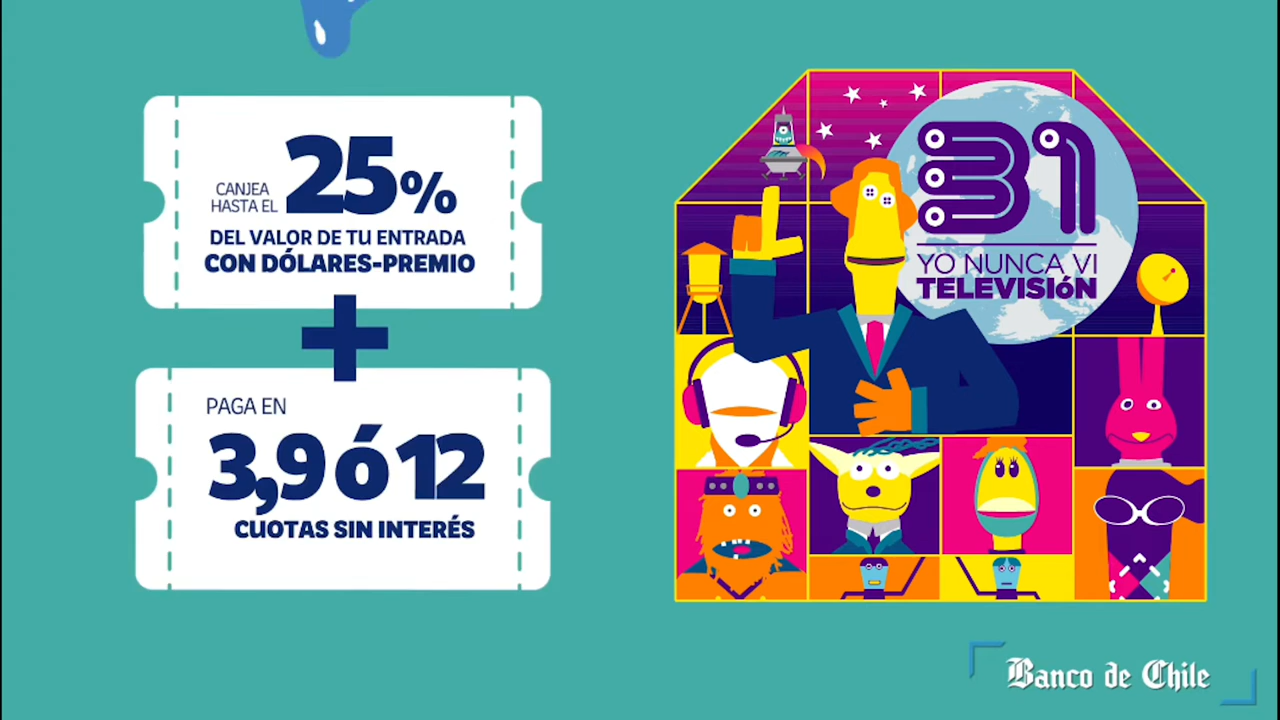 CANJEA
HASTA EL
25%
DEL VALOR DE TU ENTRADA
CON DÓLARES-PREMIO
+
PAGA EN
3,9 ó 12
CUOTAS SIN INTERÉS
31
YO NUNCA VI
TELEVISIóN
Banco de Chile